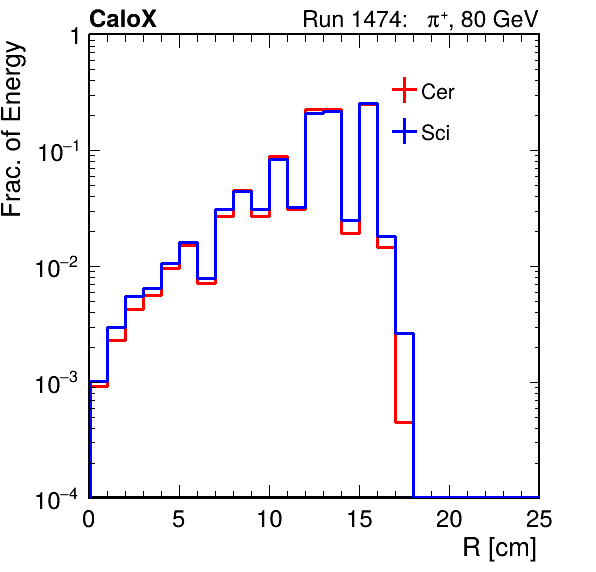 CaloX Run 1474: π⁺, 80 GeV
Frac. of Energy
1
10⁻¹
10⁻²
10⁻³
10⁻⁴
Cer
Sci
0 5 10 15 20 25
R [cm]